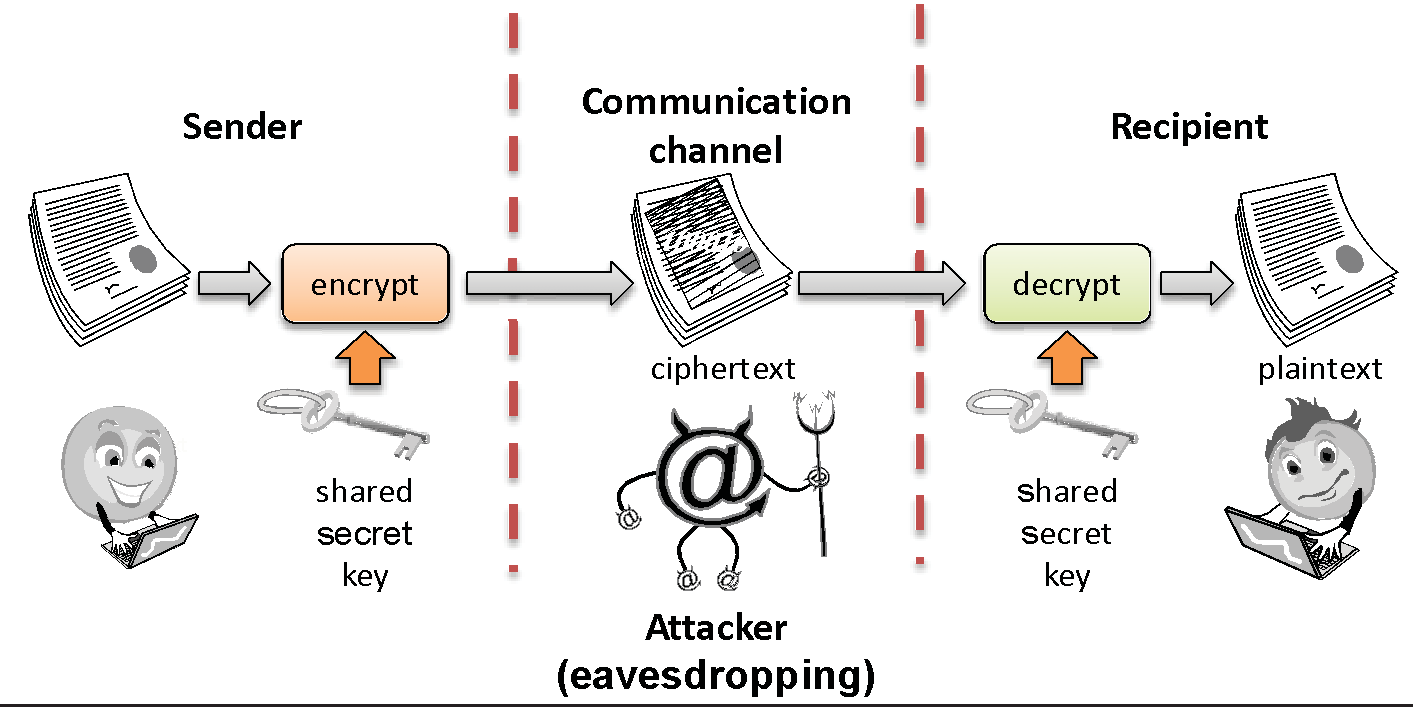 Sender
Communication
channel
Recipient
encrypt
decrypt
ciphertext
plaintext
shared
secret
key
shared
secret
key
Attacker
(eavesdropping)